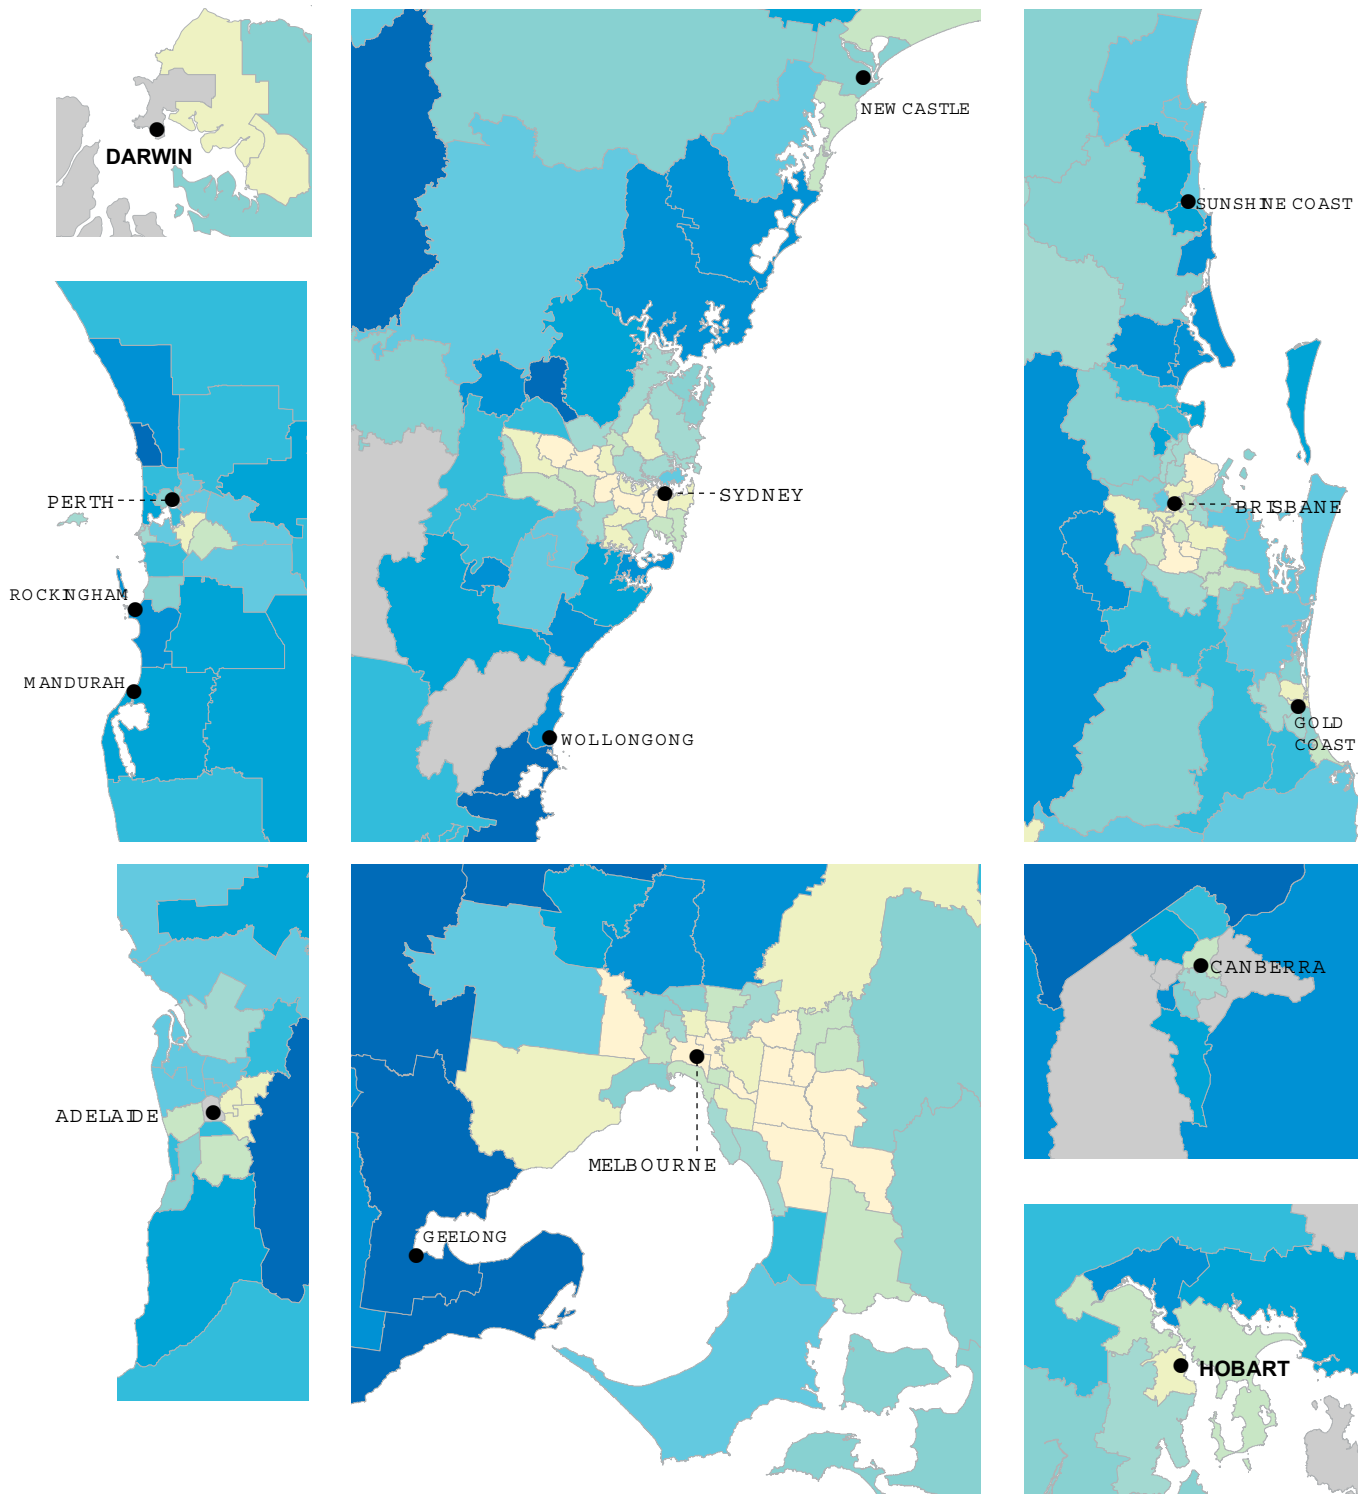 NEW CASTLE
DARWIN
SUNSHINE COAST
PERTH
SYDNEY
BRISBANE
ROCKINGHAM
MANDURAH
GOLD
COAST
WOLLONGONG
CANBERRA
ADELAIDE
MELBOURNE
GEELONG
HOBART